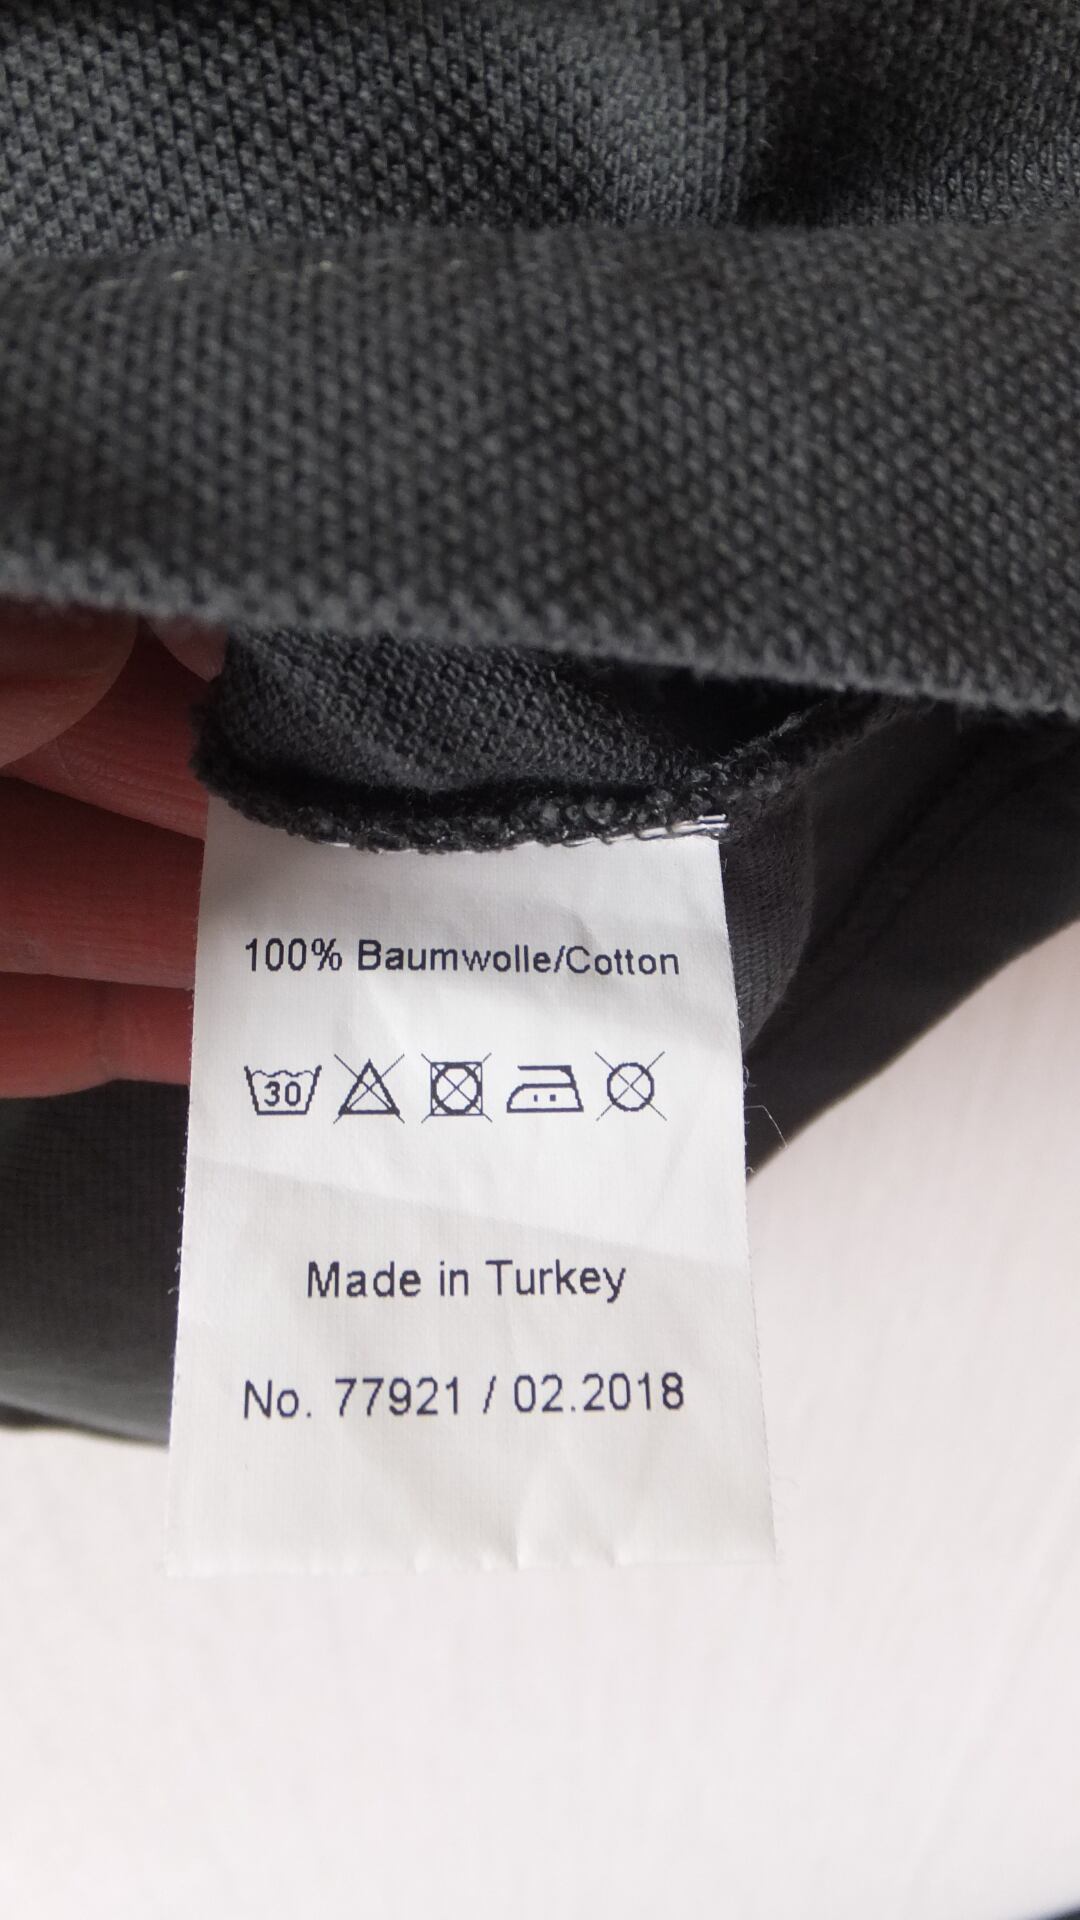 100% Baumwolle/Cotton
30
Made in Turkey
No. 77921 / 02.2018